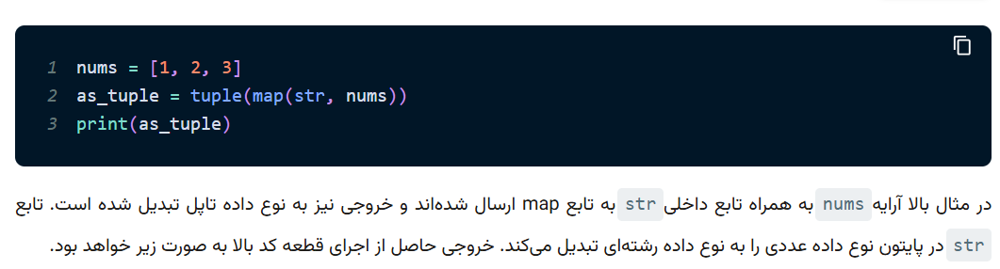 1 nums = [1, 2, 3]
2 as_tuple = tuple(map(str, nums))
3 print(as_tuple)
در مثال بالا آرایه nums به همراه تابع داخلی str به تابع map ارسال شده‌اند و خروجی نیز به نوع داده تاپل تبدیل شده است. تابع
str در پایتون نوع داده عددی را به نوع داده رشته‌ای تبدیل می‌کند. خروجی حاصل از اجرای قطعه کد بالا به صورت زیر خواهد بود.